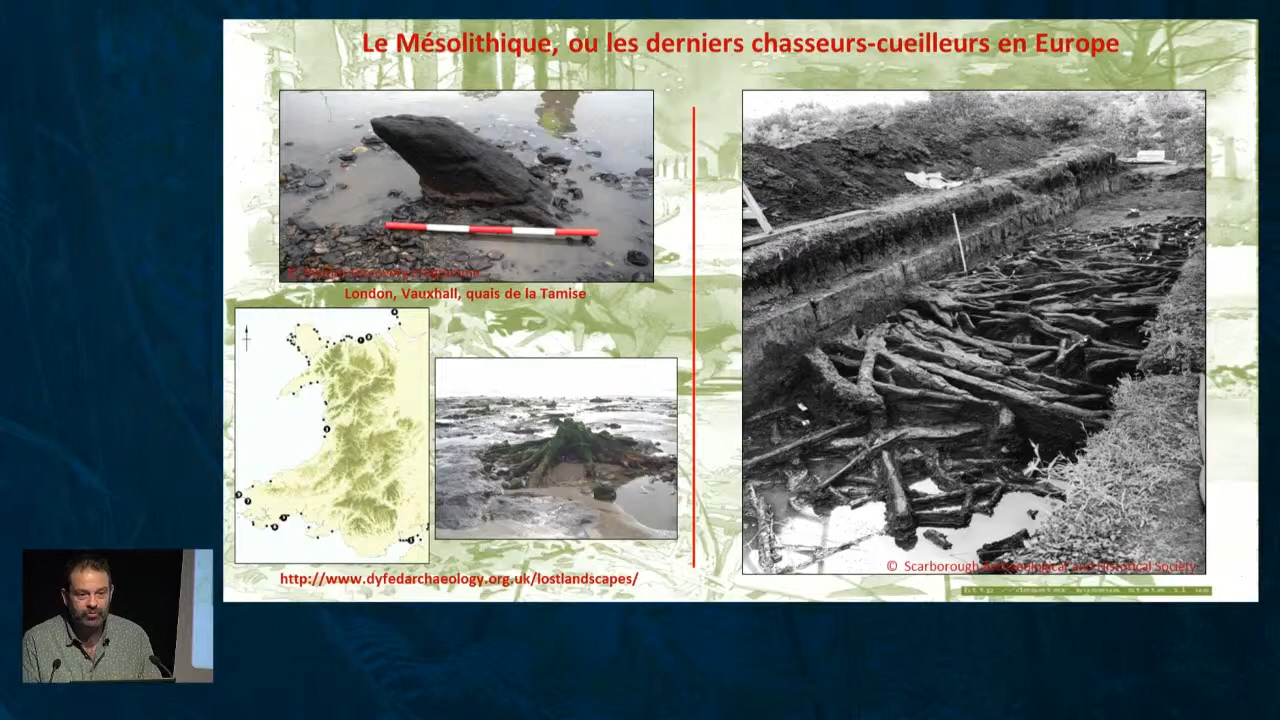 Le Mésolithique, ou les derniers chasseurs-cueilleurs en Europe
London, Vauxhall, quais de la Tamise
http://www.dyfedarchaeology.org.uk/lostlandscapes/
© Scarborough Archaeological and Historical Society